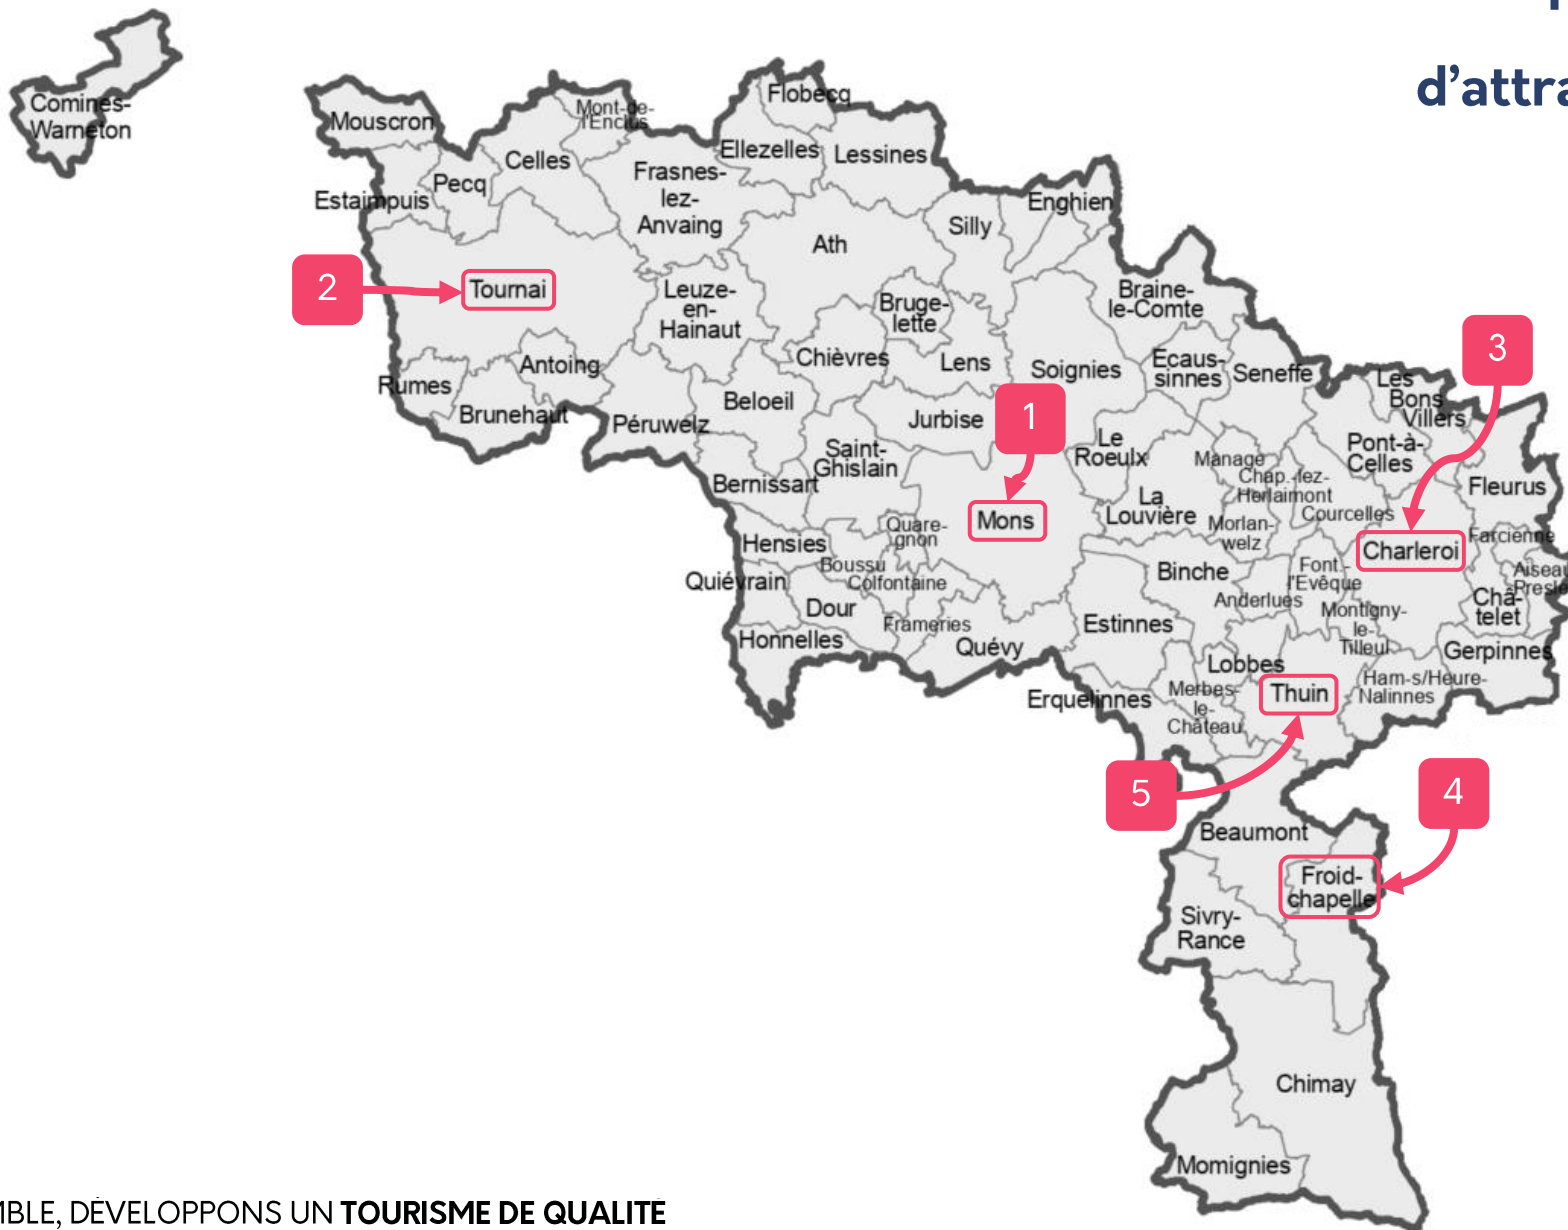 d'attra
Comines-
Warneton
Mouscron
Mont-de-
l'Enclus
Flobecq
Celles
Ellezelles
Lessines
Estaimpuis
Pecq
Frasnes-
lez-
Anvaing
Ath
Silly
Enghien
2
Tournai
Leuze-
en-
Hainaut
Bruge-
lette
Braine-
le-Comte
Chièvres
Lens
Soignies
Ecaus-
sinnes
Seneffe
3
Les
Bons
Villers
Rumes
Antoing
Brunehaut
Péruwelz
Beloeil
Jurbise
1
Le
Roeulx
Manage
Pont-à-
Celles
Saint-
Ghislain
Bernissart
Chap.-lez-
Herlaimont
Fleurus
Mons
La
Louvière
Courcelles
Morlan-
welz
Quare-
gnon
Hensies
Charleroi
Farcienne
Boussu
Colfontaine
Quiévrain
Binche
Font.-
l'Evêque
Aiseau
Presle
Anderlues
Dour
Frameries
Estinnes
Montigny-
le-
Tilleul
Châ-
telet
Honnelles
Quévy
Gerpinnes
Lobbes
Erquelinnes
Merbes-
le-
Château
Thuin
Ham-s/Heure-
Nalinnes
5
4
Beaumont
Froid-
chapelle
Sivry-
Rance
Chimay
Momignies
MBLE, DÉVELOPPONS UN TOURISME DE QUALITÉ